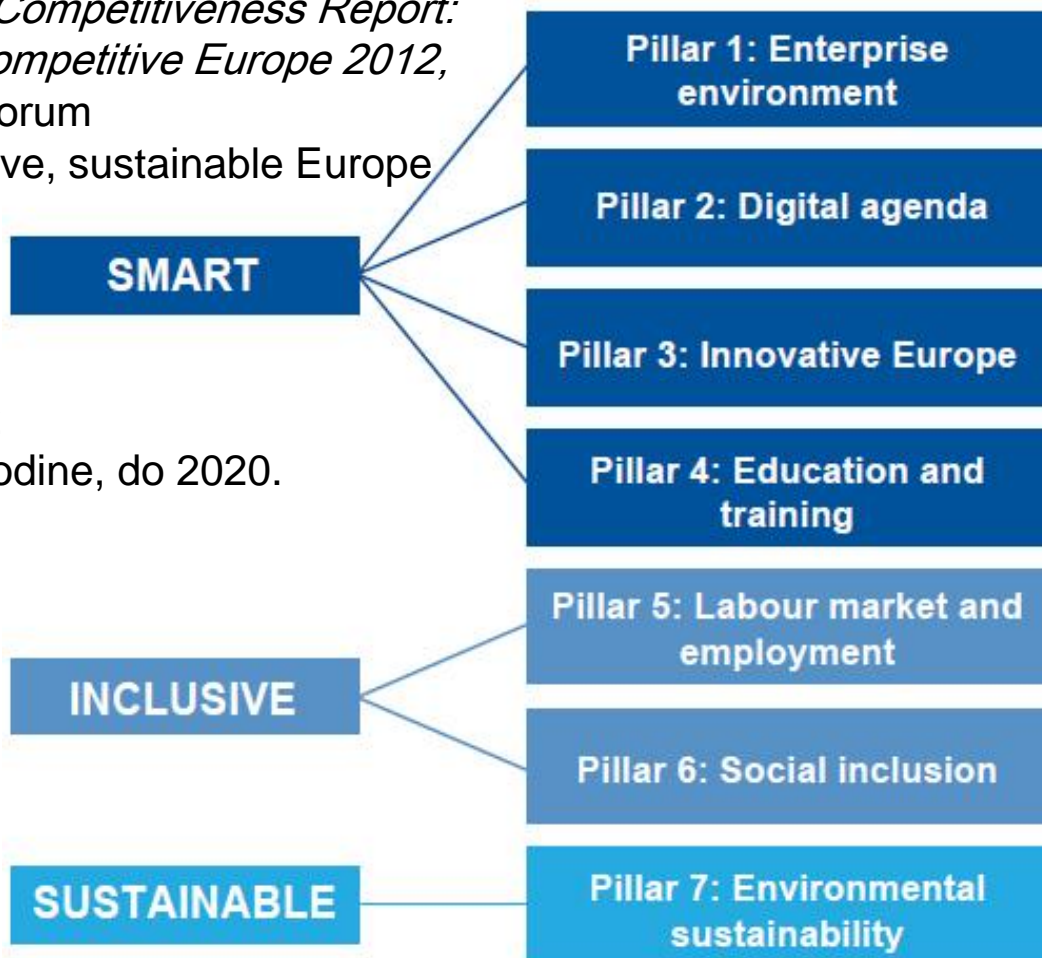 Competitiveness Report:
ompetitive Europe 2012,
orum
ve, sustainable Europe
SMART
odine, do 2020.
INCLUSIVE
SUSTAINABLE
Pillar 1: Enterprise
environment
Pillar 2: Digital agenda
Pillar 3: Innovative Europe
Pillar 4: Education and
training
Pillar 5: Labour market and
employment
Pillar 6: Social inclusion
Pillar 7: Environmental
sustainability